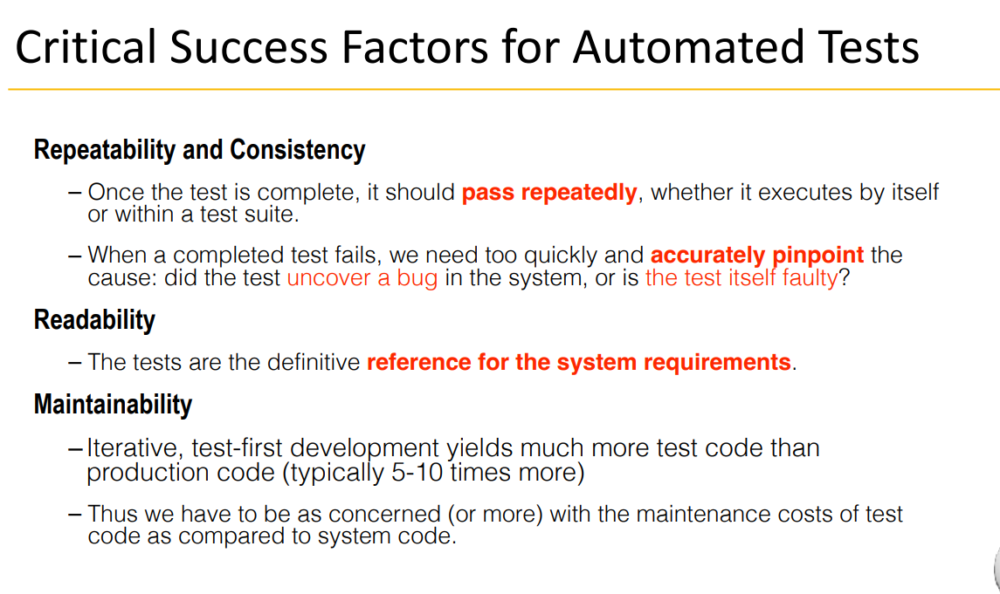 Critical Success Factors for Automated Tests
Repeatability and Consistency
– Once the test is complete, it should pass repeatedly, whether it executes by itself
or within a test suite.
– When a completed test fails, we need too quickly and accurately pinpoint the
cause: did the test uncover a bug in the system, or is the test itself faulty?
Readability
– The tests are the definitive reference for the system requirements.
Maintainability
– Iterative, test-first development yields much more test code than
production code (typically 5-10 times more)
– Thus we have to be as concerned (or more) with the maintenance costs of test
code as compared to system code.